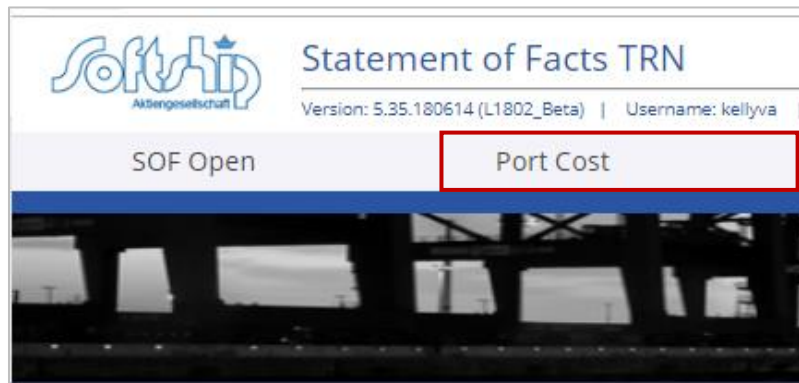 Softship
Aktiengesellschaft
Statement of Facts TRN
Version: 5.35.180614 (L1802_Beta) | Username: kellyva |
SOF Open
Port Cost